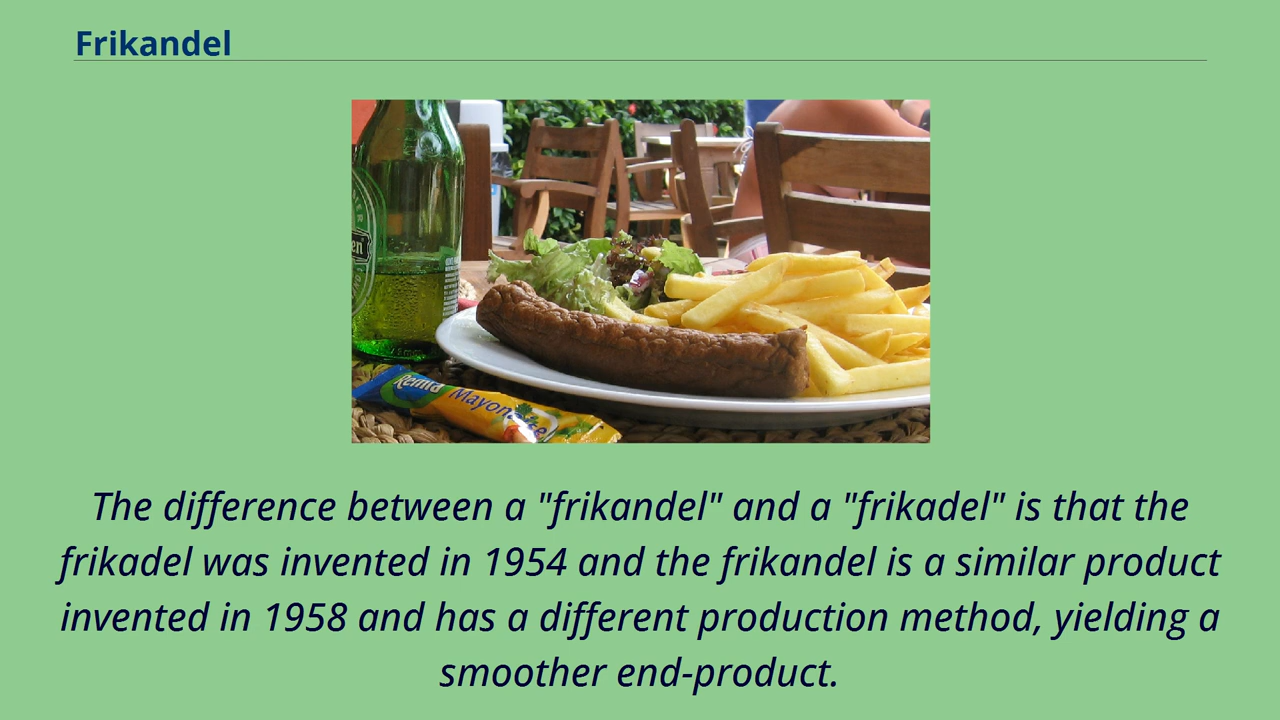 Frikandel
en
Remia
Mayonaise
The difference between a "frikandel" and a "frikadel" is that the
frikadel was invented in 1954 and the frikandel is a similar product
invented in 1958 and has a different production method, yielding a
smoother end-product.